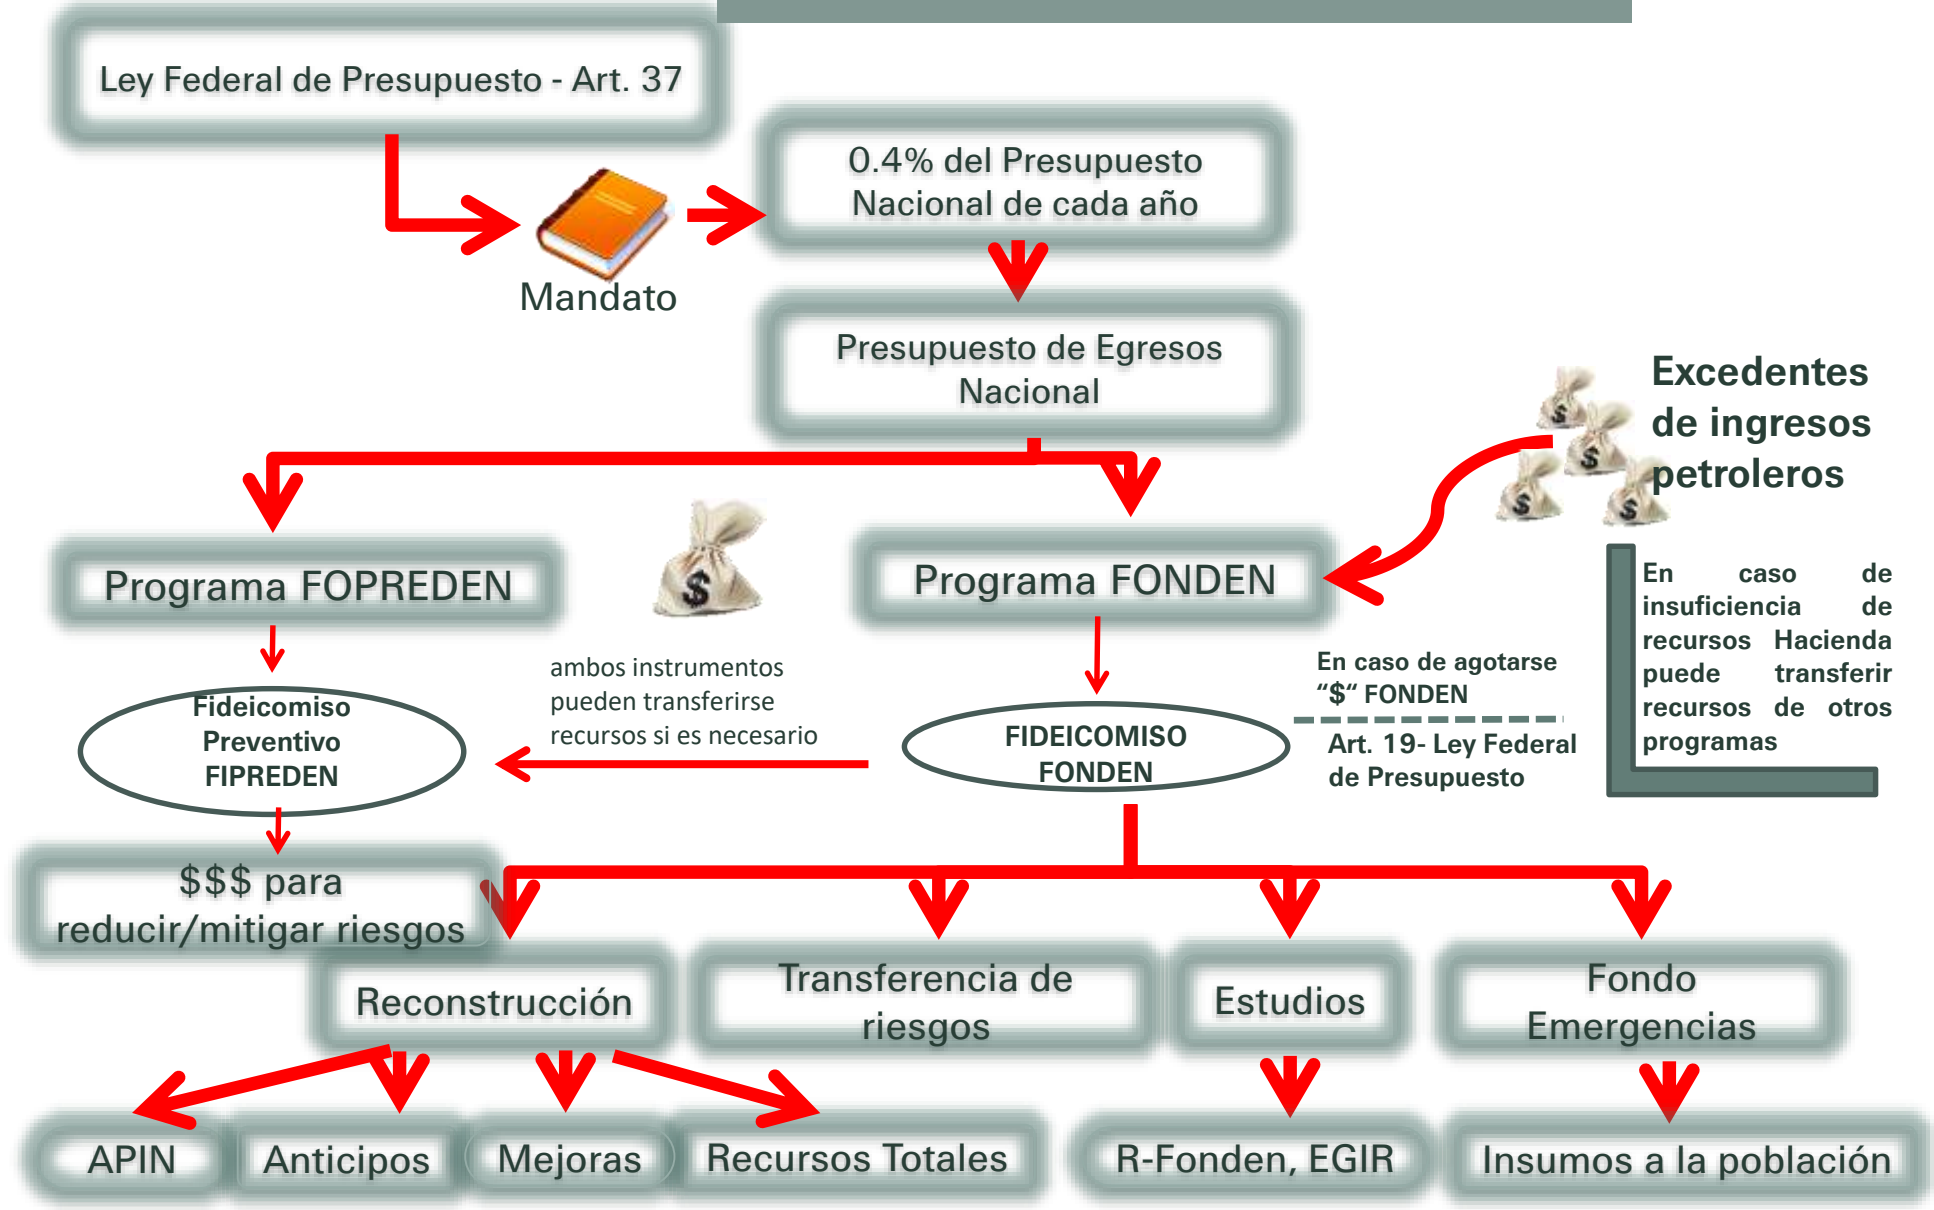 Ley Federal de Presupuesto - Art. 37
0.4% del Presupuesto
Nacional de cada año
Mandato
Presupuesto de Egresos
Nacional
Excedentes
de ingresos
petroleros
$
$
$
$
Programa FOPREDEN
$
Programa FONDEN
En caso de
insuficiencia de
recursos Hacienda
puede transferir
recursos de otros
programas
ambos instrumentos
pueden transferirse
recursos si es necesario
En caso de agotarse
"$" FONDEN
Art. 19- Ley Federal
de Presupuesto
Fideicomiso
Preventivo
FIPREDEN
FIDEICOMISO
FONDEN
$$$ para
reducir/mitigar riesgos
Reconstrucción
Transferencia de
riesgos
Estudios
Fondo
Emergencias
APIN
Anticipos
Mejoras
Recursos Totales
R-Fonden, EGIR
Insumos a la población